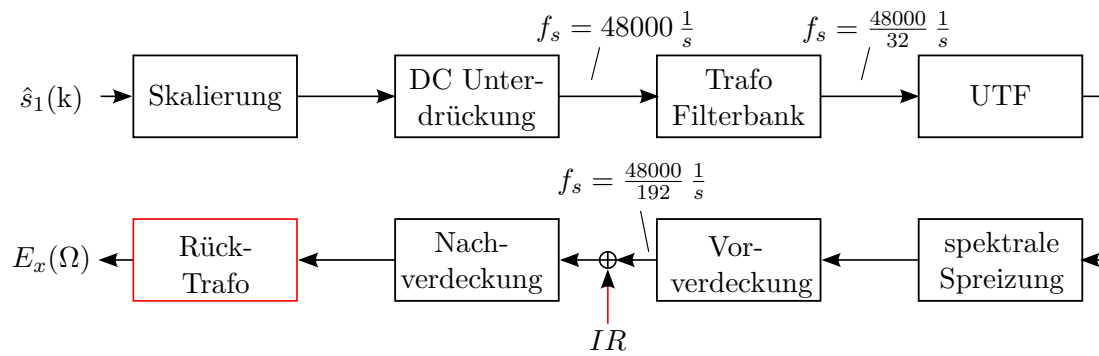 f_s = 48000 1/s
f_s = 48000/32 1/s
ŝ₁(k)
Skalierung
DC Unter-
drückung
Trafo
Filterbank
UTF
f_s = 48000/192 1/s
E_x(Ω)
Rück-
Trafo
Nach-
verdeckung
Vor-
verdeckung
spektrale
Spreizung
IR